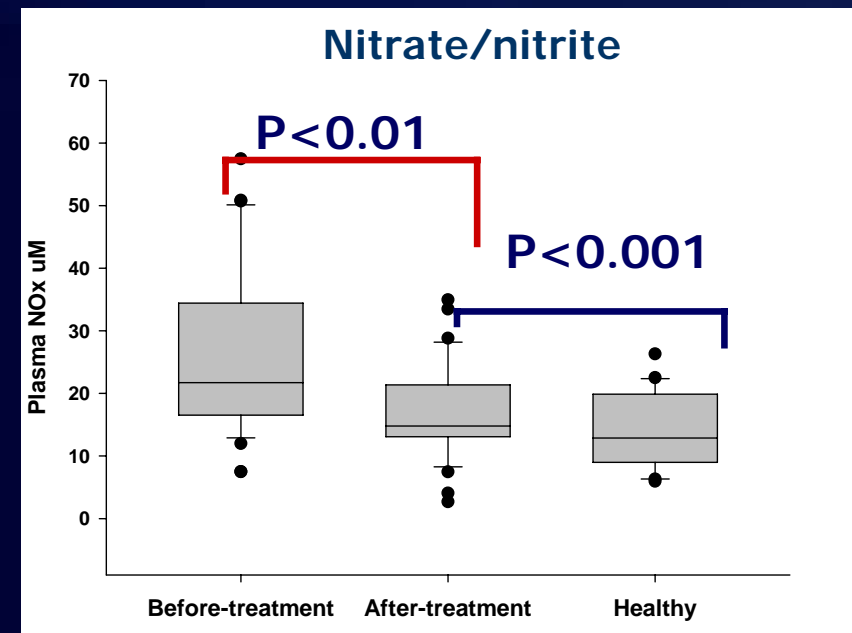 Nitrate/nitrite
P<0.01
P<0.001
Plasma NOx uM
70
60
50
40
30
20
10
0
Before-treatment After-treatment Healthy